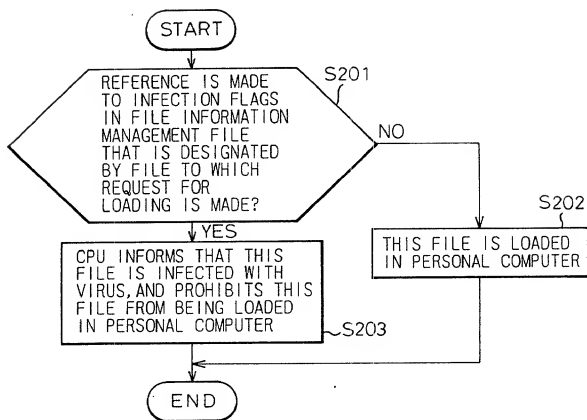 START
S201
REFERENCE IS MADE
TO INFECTION FLAGS
IN FILE INFORMATION
MANAGEMENT FILE
THAT IS DESIGNATED
BY FILE TO WHICH
REQUEST FOR
LOADING IS MADE?
NO
YES
S202
THIS FILE IS LOADED
IN PERSONAL COMPUTER
CPU INFORMS THAT THIS
FILE IS INFECTED WITH
VIRUS, AND PROHIBITS THIS
FILE FROM BEING LOADED
IN PERSONAL COMPUTER
S203
END